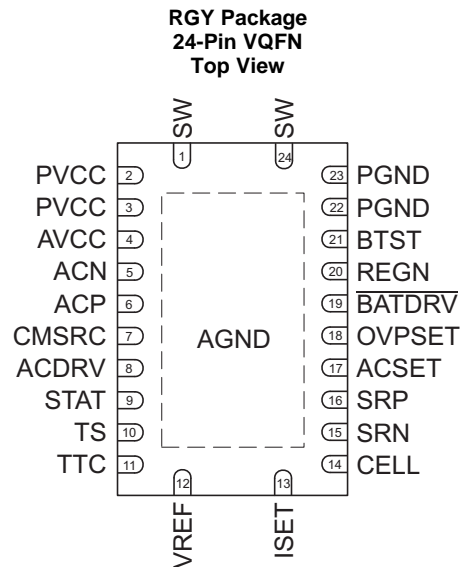 RGY Package
24-Pin VQFN
Top View
SW SW
1 24
PVCC 2 23 PGND
PVCC 3 22 PGND
AVCC 4 21 BTST
ACN 5 20 REGN
ACP 6 19 BATDRV
CMSRC 7 18 OVPSET
ACDRV 8 AGND 17 ACSET
STAT 9 16 SRP
TS 10 15 SRN
TTC 11 14 CELL
12 13
VREF ISET